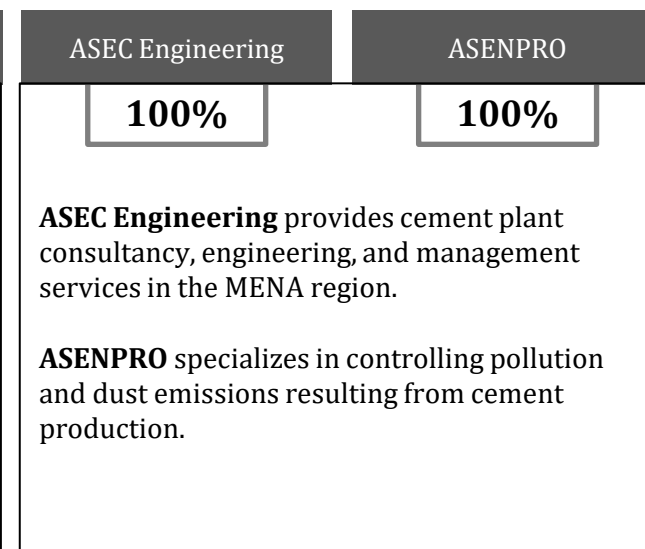 ASEC Engineering
ASENPRO
100%
100%
ASEC Engineering provides cement plant
consultancy, engineering, and management
services in the MENA region.
ASENPRO specializes in controlling pollution
and dust emissions resulting from cement
production.